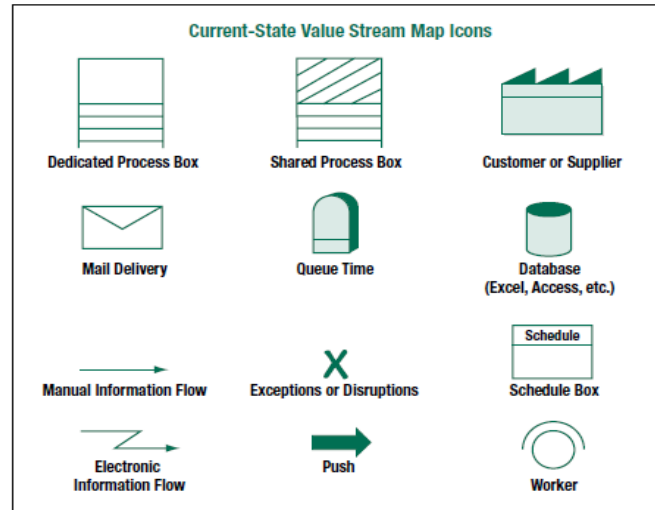 Current-State Value Stream Map Icons
Dedicated Process Box
Shared Process Box
Customer or Supplier
Mail Delivery
Queue Time
Database
(Excel, Access, etc.)
Schedule
Manual Information Flow
Exceptions or Disruptions
Schedule Box
Electronic
Information Flow
Push
Worker